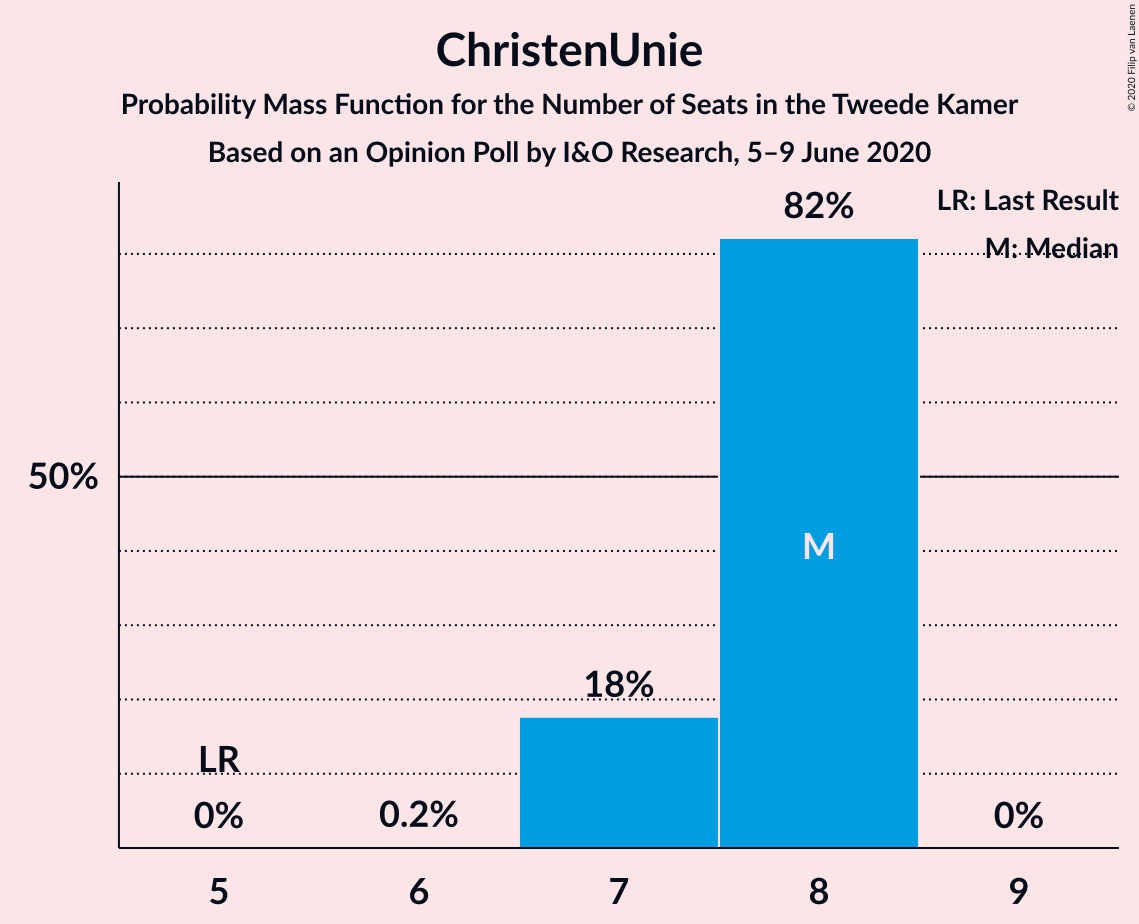 ChristenUnie
Probability Mass Function for the Number of Seats in the Tweede Kamer
Based on an Opinion Poll by I&O Research, 5–9 June 2020
© 2020 Filip van Laenen
LR: Last Result
M: Median
82%
50%
M
18%
LR
0%
0.2%
0%
5
6
7
8
9